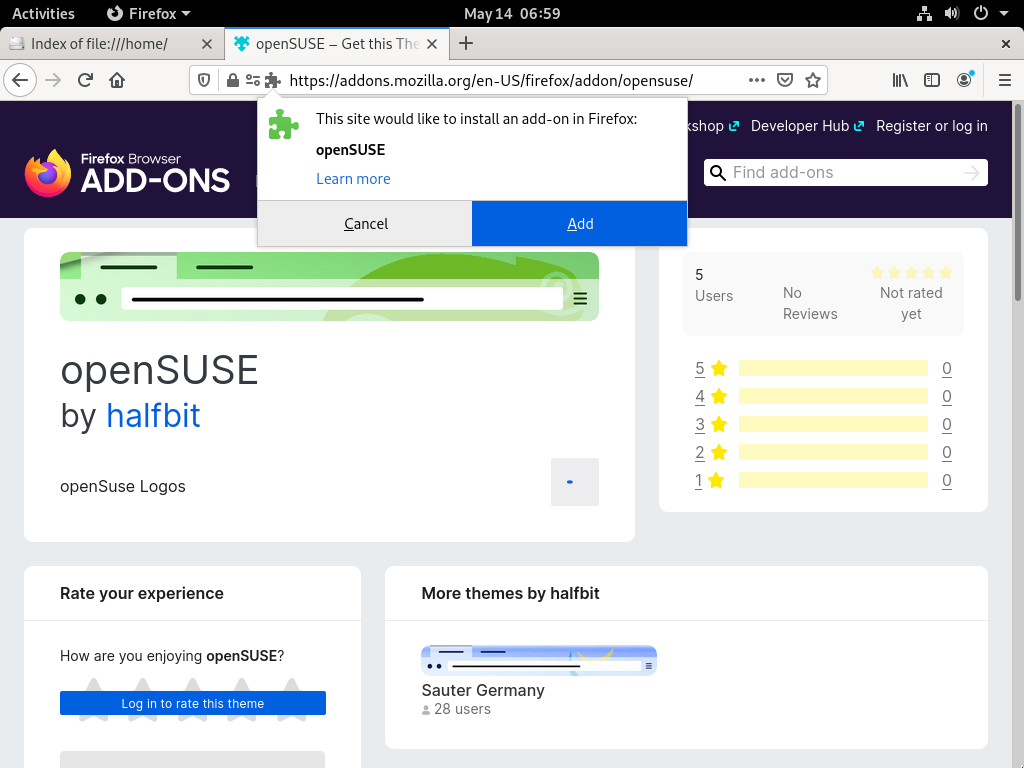 Activities
Firefox
May 14 06:59
Index of file:///home/
openSUSE – Get this The
https://addons.mozilla.org/en-US/firefox/addon/opensuse/
This site would like to install an add-on in Firefox:
openSUSE
Learn more
Cancel
Add
Developer Hub
Register or log in
Firefox Browser
ADD-ONS
Find add-ons
openSUSE
by halfbit
openSuse Logos
5
Users
No
Reviews
Not rated
yet
5 0
4 0
3 0
2 0
1 0
Rate your experience
How are you enjoying openSUSE?
Log in to rate this theme
More themes by halfbit
Sauter Germany
28 users